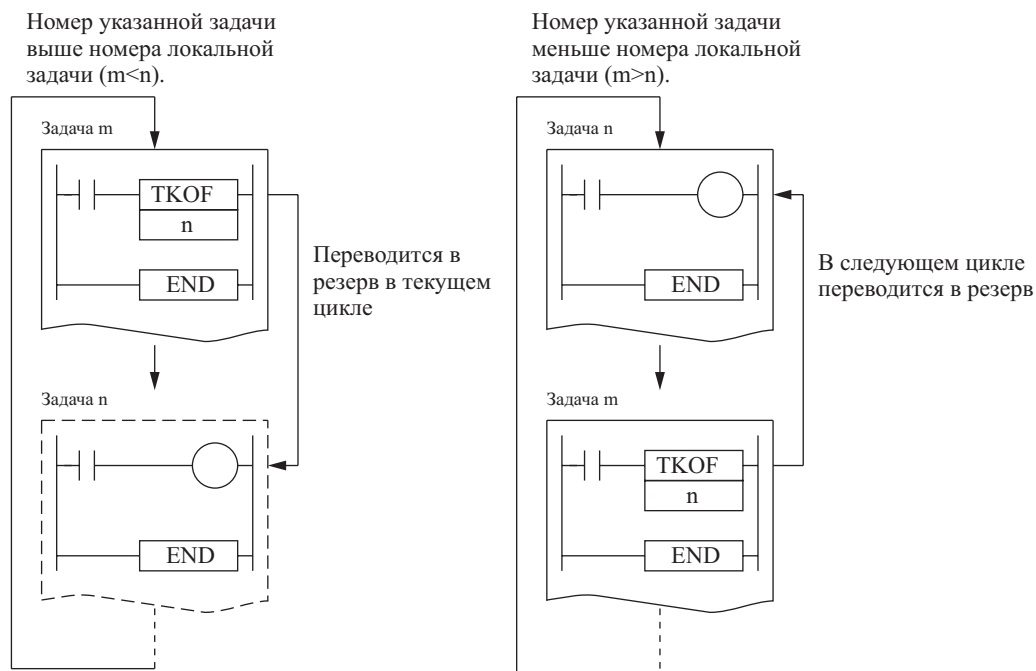 Номер указанной задачи
выше номера локальной
задачи (m<n).
Задача m
TKOF
n
END
Переводится в
резерв в текущем
цикле
Задача n
END
Номер указанной задачи
меньше номера локальной
задачи (m>n).
Задача n
END
В следующем цикле
переводится в резерв
Задача m
TKOF
n
END